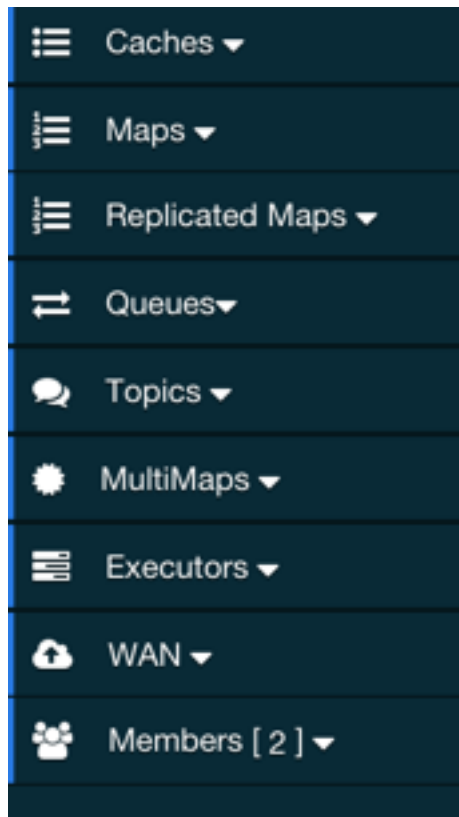 Caches
Maps
Replicated Maps
Queues
Topics
MultiMaps
Executors
WAN
Members [ 2 ]